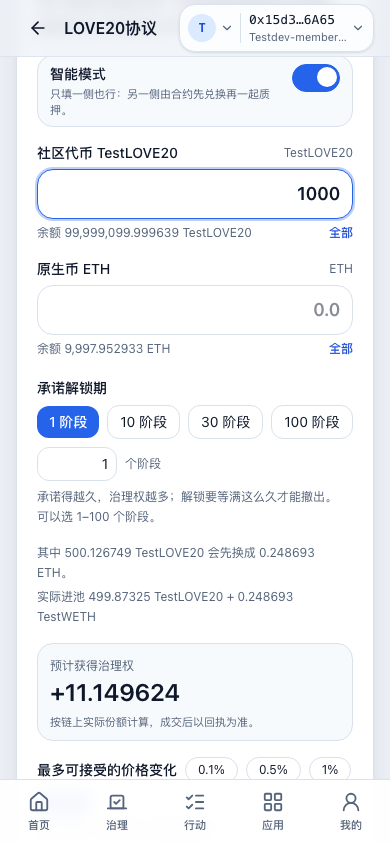 LOVE20协议
T
0x15d3…6A65
Testdev-member...
智能模式
只填一侧也行：另一侧由合约先兑换再一起质
押。
社区代币 TestLOVE20
TestLOVE20
1000
余额 99,999,099.999639 TestLOVE20
全部
原生币 ETH
ETH
0.0
余额 9,997.952933 ETH
全部
承诺解锁期
1 阶段
10 阶段
30 阶段
100 阶段
1
个阶段
承诺得越久，治理权越多；解锁要等满这么久才能撤出。
可以选 1–100 个阶段。
其中 500.126749 TestLOVE20 会先换成 0.248693
ETH。
实际进池 499.87325 TestLOVE20 + 0.248693
TestWETH
预计获得治理权
+11.149624
按链上实际份额计算，成交后以回执为准。
最多可接受的价格变化
0.1%
0.5%
1%
首页
治理
行动
应用
我的